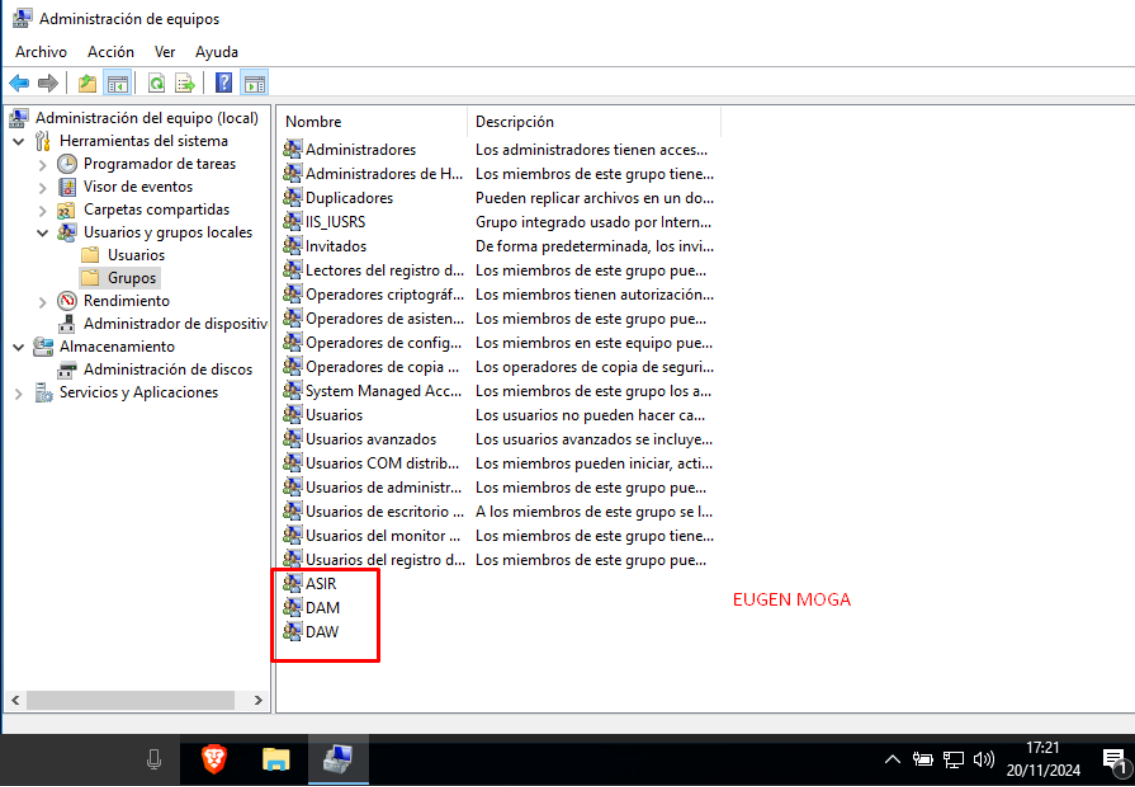 Administración de equipos
Archivo Acción Ver Ayuda
Administración del equipo (local)
Herramientas del sistema
Programador de tareas
Visor de eventos
Carpetas compartidas
Usuarios y grupos locales
Usuarios
Grupos
Rendimiento
Administrador de dispositiv
Almacenamiento
Administración de discos
Servicios y Aplicaciones
Nombre Descripción
Administradores Los administradores tienen acces...
Administradores de H... Los miembros de este grupo tiene...
Duplicadores Pueden replicar archivos en un do...
IIS_IUSRS Grupo integrado usado por Intern...
Invitados De forma predeterminada, los invi...
Lectores del registro d... Los miembros de este grupo pue...
Operadores criptográf... Los miembros tienen autorización...
Operadores de asisten... Los miembros de este grupo pue...
Operadores de config... Los miembros en este equipo pue...
Operadores de copia ... Los operadores de copia de seguri...
System Managed Acc... Los miembros de este grupo los a...
Usuarios Los usuarios no pueden hacer ca...
Usuarios avanzados Los usuarios avanzados se incluye...
Usuarios COM distrib... Los miembros pueden iniciar, acti...
Usuarios de administr... Los miembros de este grupo pue...
Usuarios de escritorio ... A los miembros de este grupo se l...
Usuarios del monitor ... Los miembros de este grupo tiene...
Usuarios del registro d... Los miembros de este grupo pue...
ASIR
DAM
DAW
EUGEN MOGA
17:21
20/11/2024
1